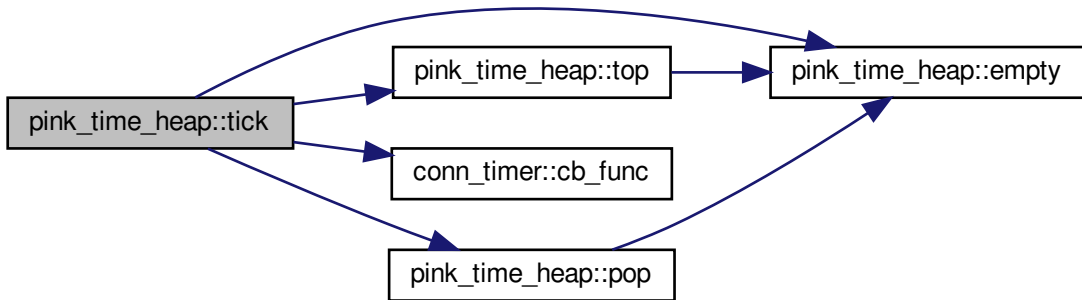 pink_time_heap::tick
pink_time_heap::top
conn_timer::cb_func
pink_time_heap::pop
pink_time_heap::empty